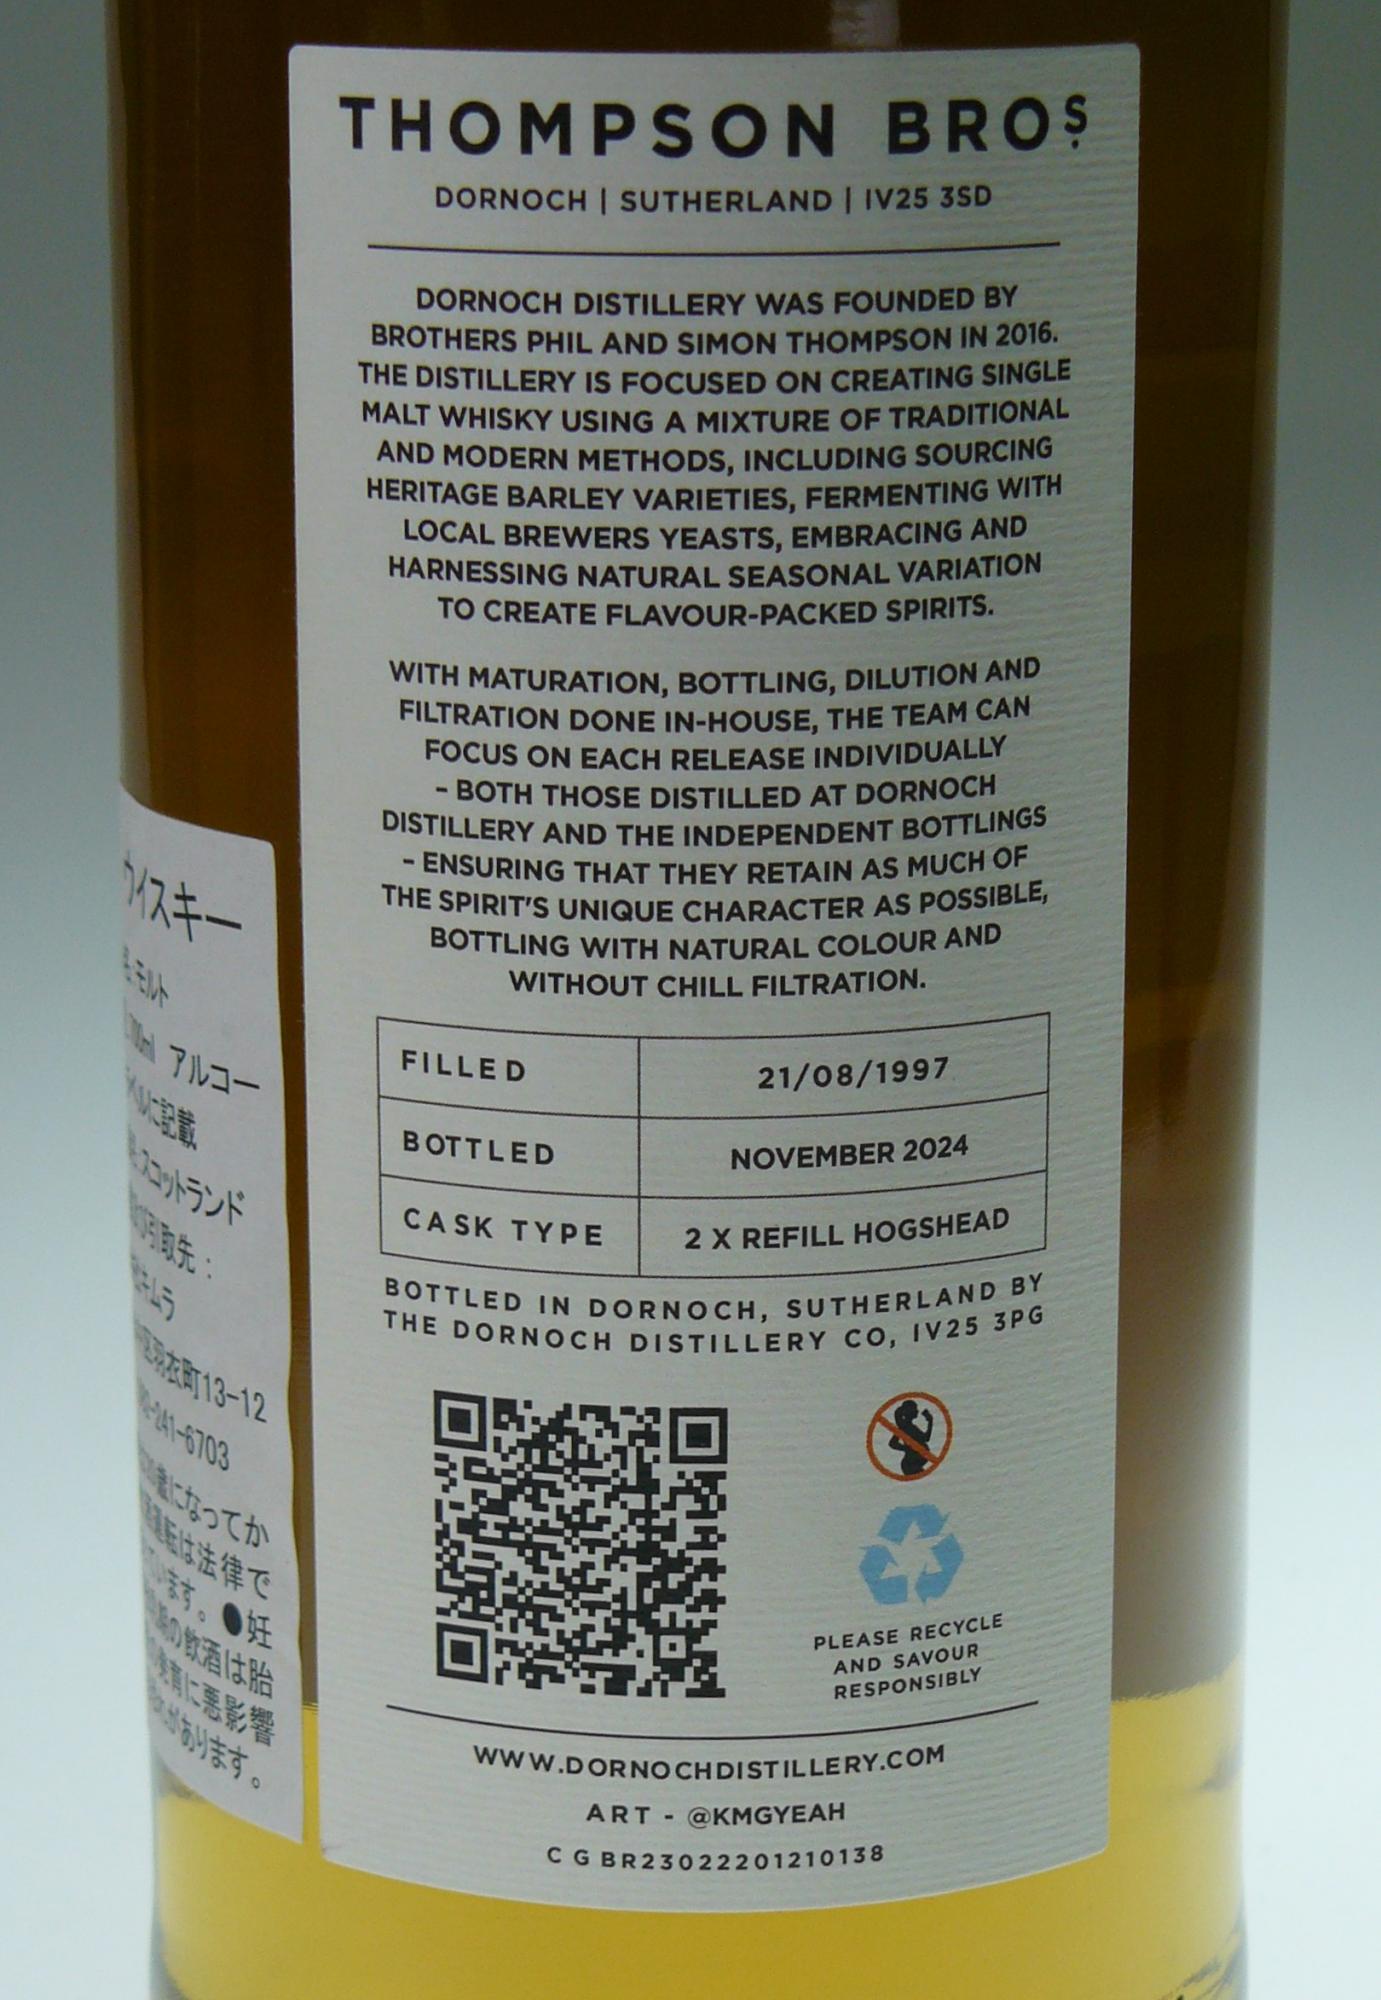 THOMPSON BROS.
DORNOCH | SUTHERLAND | IV25 3SD
DORNOCH DISTILLERY WAS FOUNDED BY
BROTHERS PHIL AND SIMON THOMPSON IN 2016.
THE DISTILLERY IS FOCUSED ON CREATING SINGLE
MALT WHISKY USING A MIXTURE OF TRADITIONAL
AND MODERN METHODS, INCLUDING SOURCING
HERITAGE BARLEY VARIETIES, FERMENTING WITH
LOCAL BREWERS YEASTS, EMBRACING AND
HARNESSING NATURAL SEASONAL VARIATION
TO CREATE FLAVOUR-PACKED SPIRITS.
WITH MATURATION, BOTTLING, DILUTION AND
FILTRATION DONE IN-HOUSE, THE TEAM CAN
FOCUS ON EACH RELEASE INDIVIDUALLY
- BOTH THOSE DISTILLED AT DORNOCH
DISTILLERY AND THE INDEPENDENT BOTTLINGS
- ENSURING THAT THEY RETAIN AS MUCH OF
THE SPIRIT'S UNIQUE CHARACTER AS POSSIBLE,
BOTTLING WITH NATURAL COLOUR AND
WITHOUT CHILL FILTRATION.
FILLED 21/08/1997
BOTTLED NOVEMBER 2024
CASK TYPE 2 X REFILL HOGSHEAD
BOTTLED IN DORNOCH, SUTHERLAND BY
THE DORNOCH DISTILLERY CO, IV25 3PG
PLEASE RECYCLE
AND SAVOUR
RESPONSIBLY
WWW.DORNOCHDISTILLERY.COM
ART - @KMGYEAH
C G BR23022201210138
ウイスキー
モルト
700ml アルコー
ラベルに記載
スコットランド
引取先：
キムラ
区羽衣町13-12
-241-6703
歳になってか
運転は法律で
います。●妊
の飲酒は胎
発育に悪影響
があります。